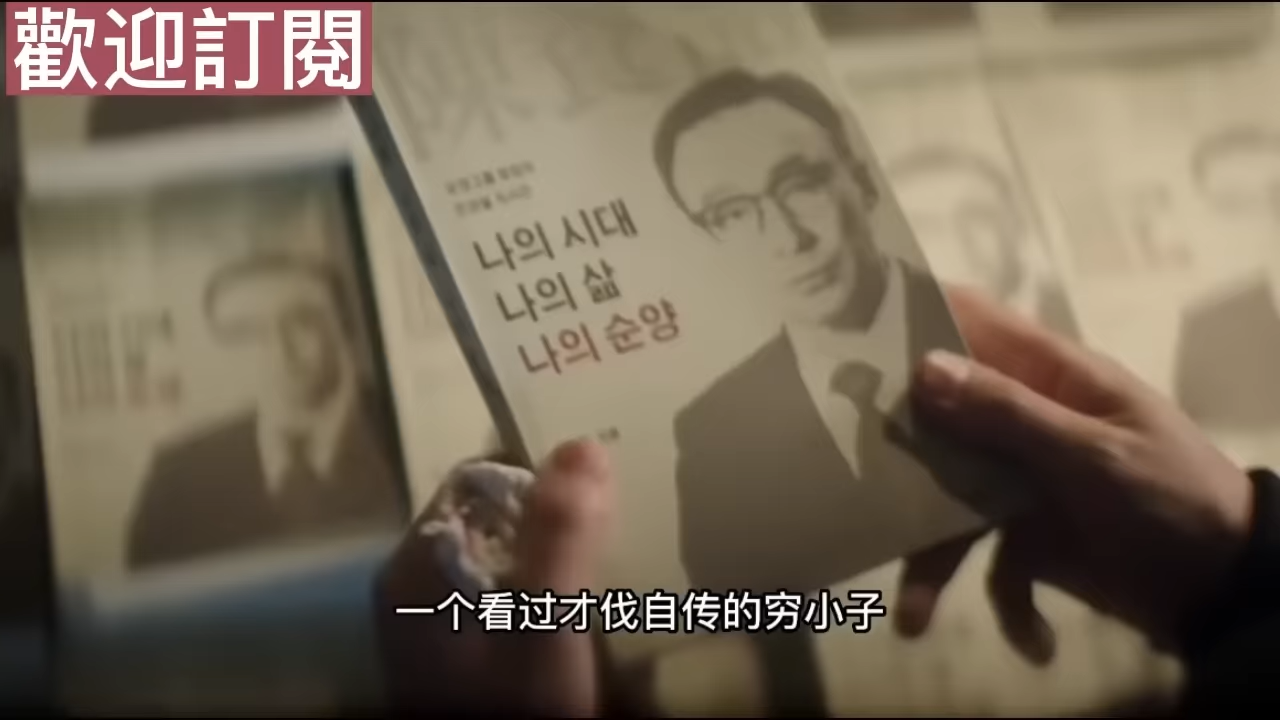 歡迎訂閱
나의 시대
나의 삶
나의 순양
一个看过才伐自传的穷小子